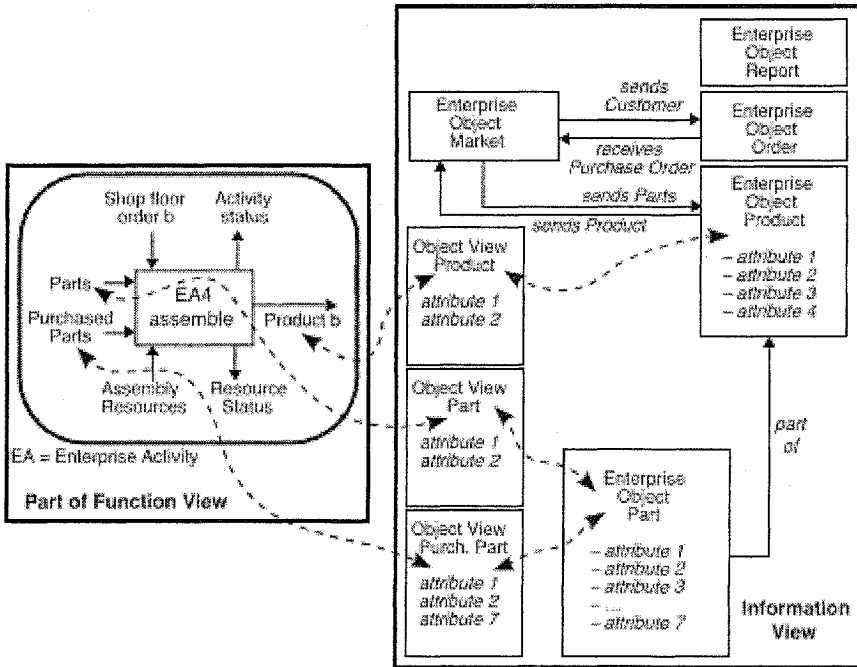 Shop floor
order b
Activity
status
Parts
EA4
assemble
Purchased
Parts
Product b
Assembly
Resources
Resource
Status
EA = Enterprise Activity
Part of Function View
Enterprise
Object
Report
Enterprise
Object
Market
sends
Customer
receives
Purchase Order
Enterprise
Object
Order
sends Parts
sends Product
Enterprise
Object
Product
– attribute 1
– attribute 2
– attribute 3
– attribute 4
Object View
Product
attribute 1
attribute 2
Object View
Part
attribute 1
attribute 2
Object View
Purch. Part
attribute 1
attribute 2
attribute 7
Enterprise
Object
Part
– attribute 1
– attribute 2
– attribute 3
– ...
– attribute 7
part
of
Information
View